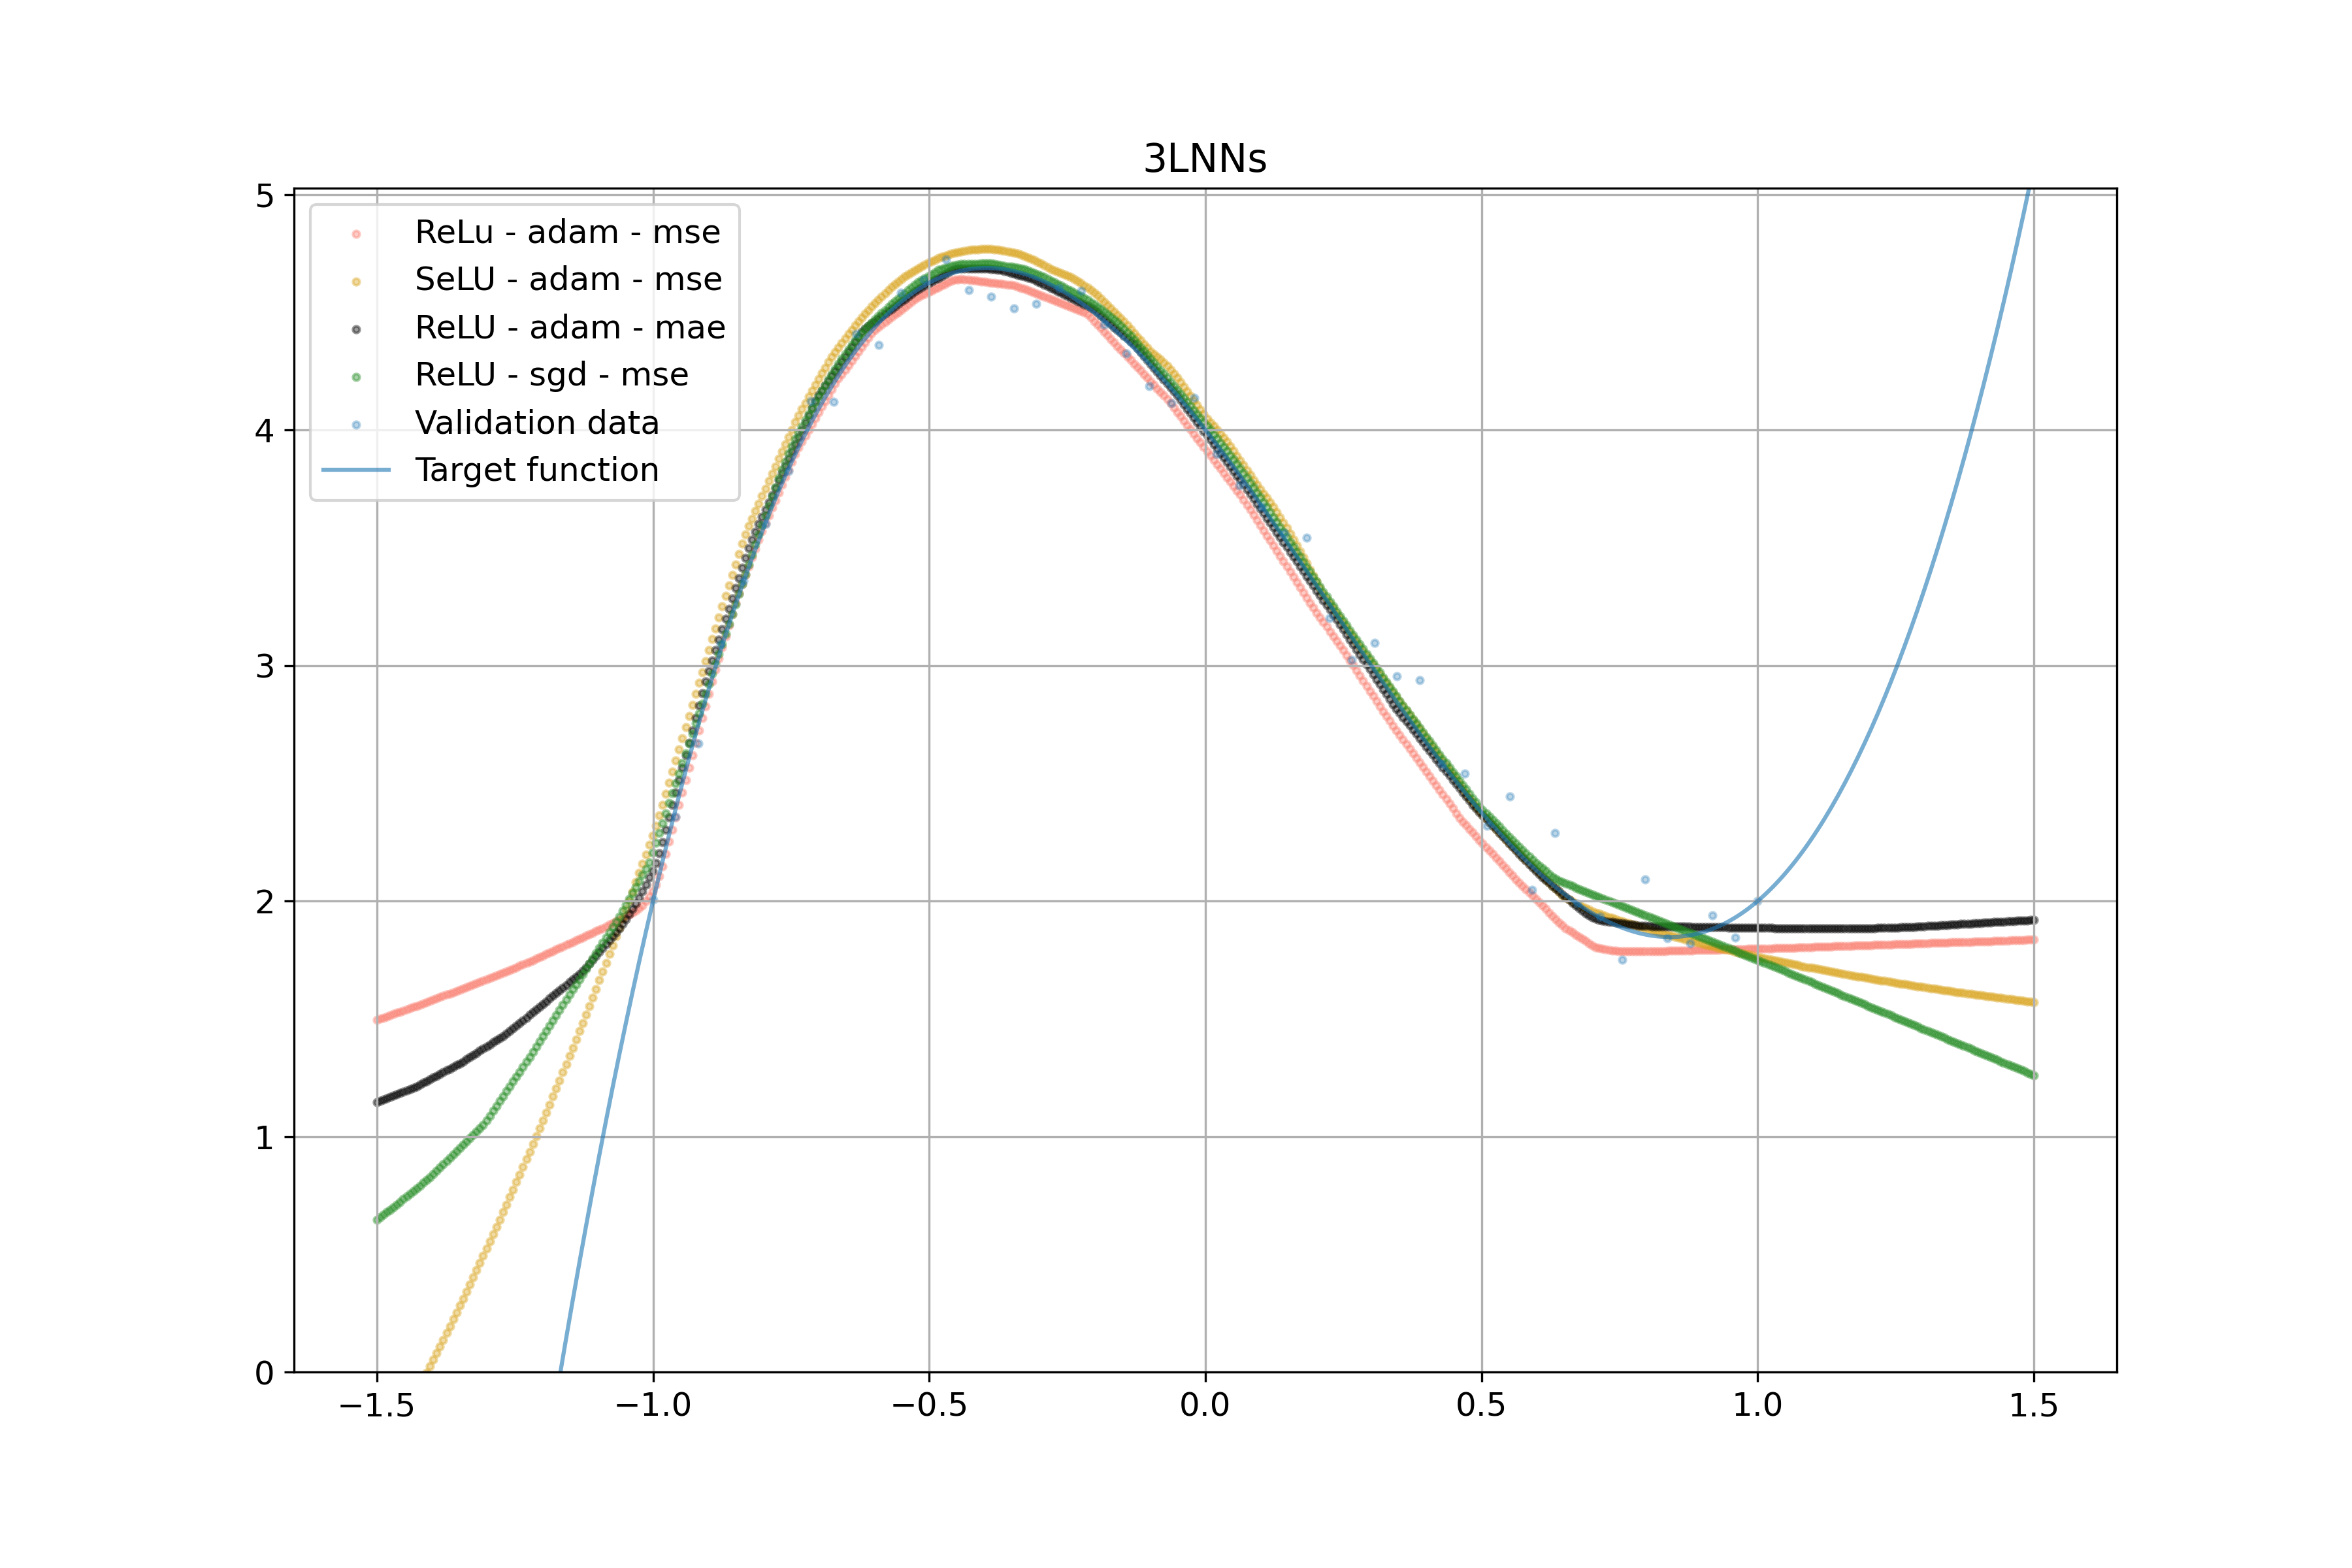 3LNNs
5
4
3
2
1
0
ReLu - adam - mse
SeLU - adam - mse
ReLU - adam - mae
ReLU - sgd - mse
Validation data
Target function
−1.5 −1.0 −0.5 0.0 0.5 1.0 1.5